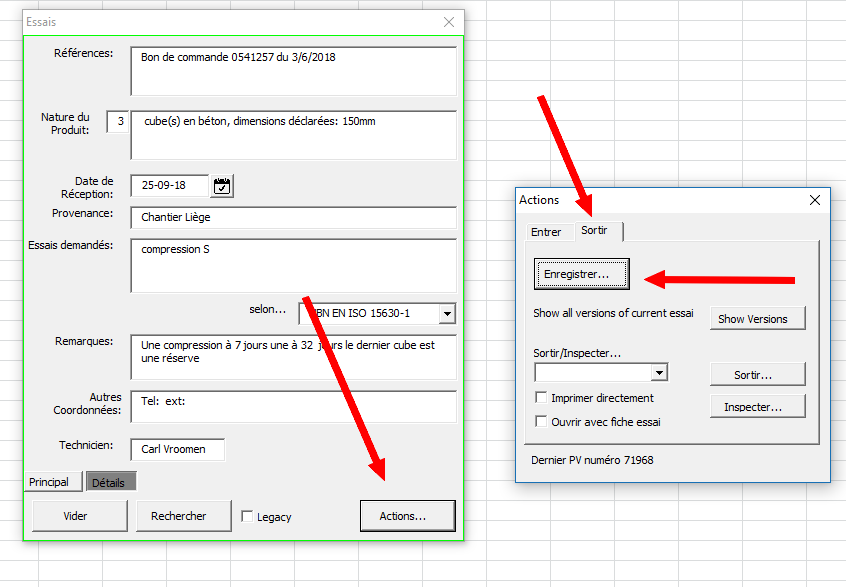 Essais
Références:
Bon de commande 0541257 du 3/6/2018
Nature du
Produit:
3
cube(s) en béton, dimensions déclarées: 150mm
Date de
Réception:
25-09-18
Provenance:
Chantier Liège
Essais demandés:
compression S
selon...
BN EN ISO 15630-1
Remarques:
Une compression à 7 jours une à 32 jours le dernier cube est
une réserve
Autres
Coordonnées:
Tel: ext:
Technicien:
Carl Vroomen
Principal
Détails
Vider
Rechercher
Legacy
Actions...
Actions
Entrer
Sortir
Enregistrer...
Show all versions of current essai
Show Versions
Sortir/Inspecter...
Sortir...
Imprimer directement
Inspecter...
Ouvrir avec fiche essai
Dernier PV numéro 71968